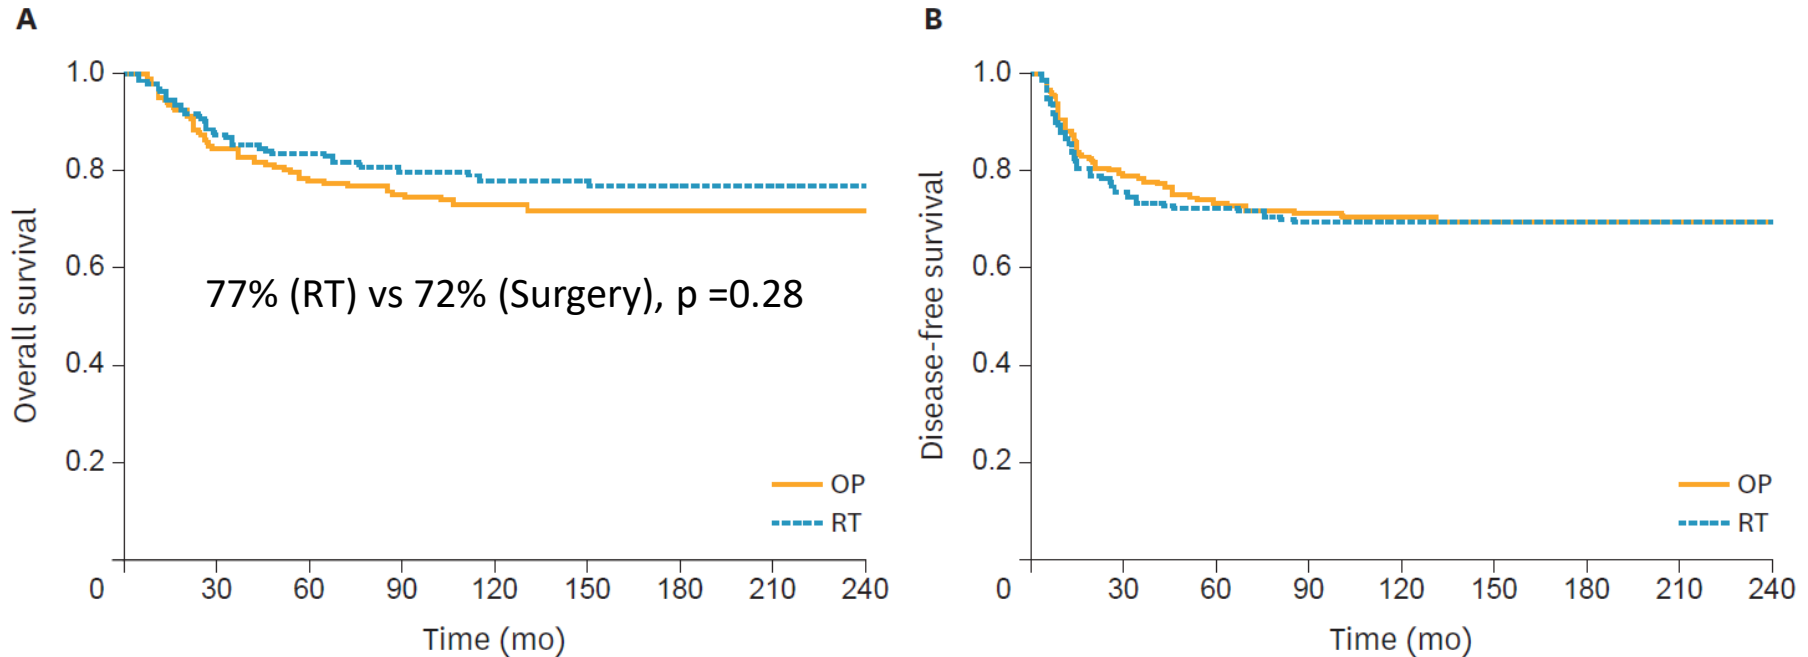 A
1.0
0.8
0.6
0.4
0.2
0
30
60
90
120
150
180
210
240
Overall survival
Time (mo)
77% (RT) vs 72% (Surgery), p =0.28
OP
RT
B
1.0
0.8
0.6
0.4
0.2
0
30
60
90
120
150
180
210
240
Disease-free survival
Time (mo)
OP
RT